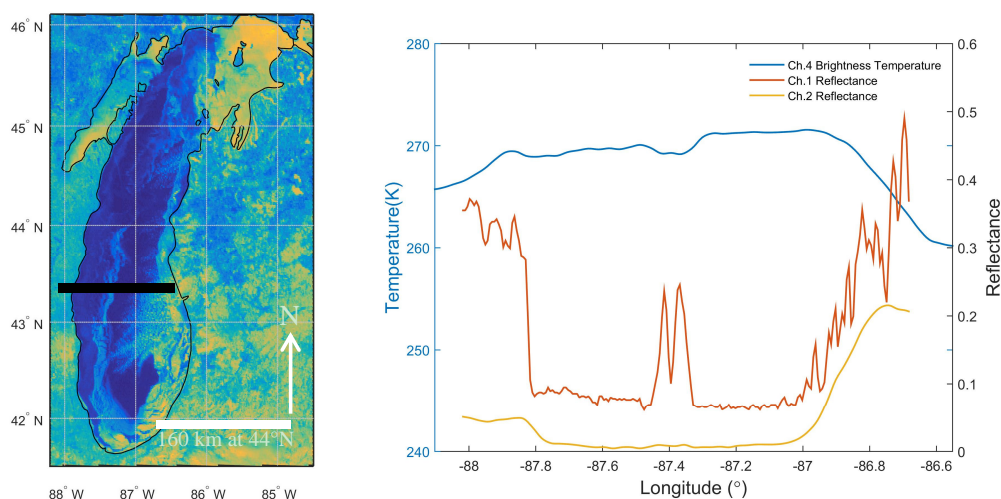 46° N
45° N
44° N
43° N
42° N
88° W
87° W
86° W
85° W
N
160 km at 44°N
280
270
260
250
240
Temperature(K)
Ch.4 Brightness Temperature
Ch.1 Reflectance
Ch.2 Reflectance
0.6
0.5
0.4
0.3
0.2
0.1
0
Reflectance
-88
-87.8
-87.6
-87.4
-87.2
-87
-86.8
-86.6
Longitude (°)